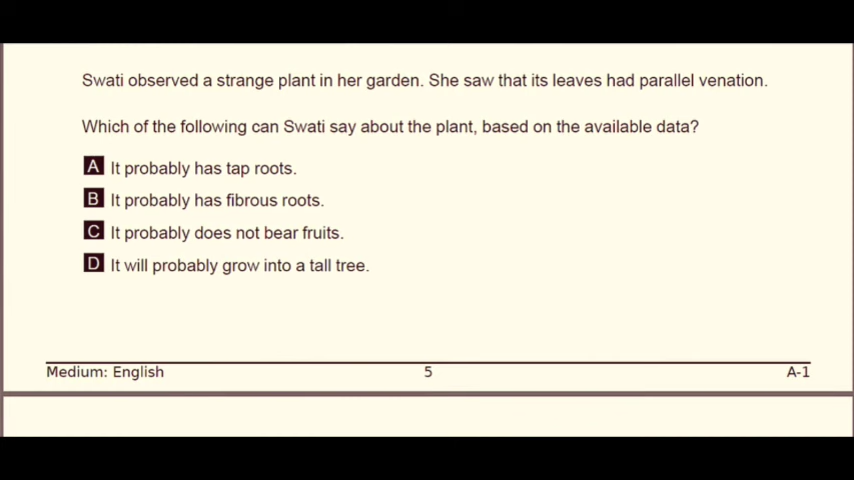 Swati observed a strange plant in her garden. She saw that its leaves had parallel venation.
Which of the following can Swati say about the plant, based on the available data?
A It probably has tap roots.
B It probably has fibrous roots.
C It probably does not bear fruits.
D It will probably grow into a tall tree.
Medium: English 5 A-1